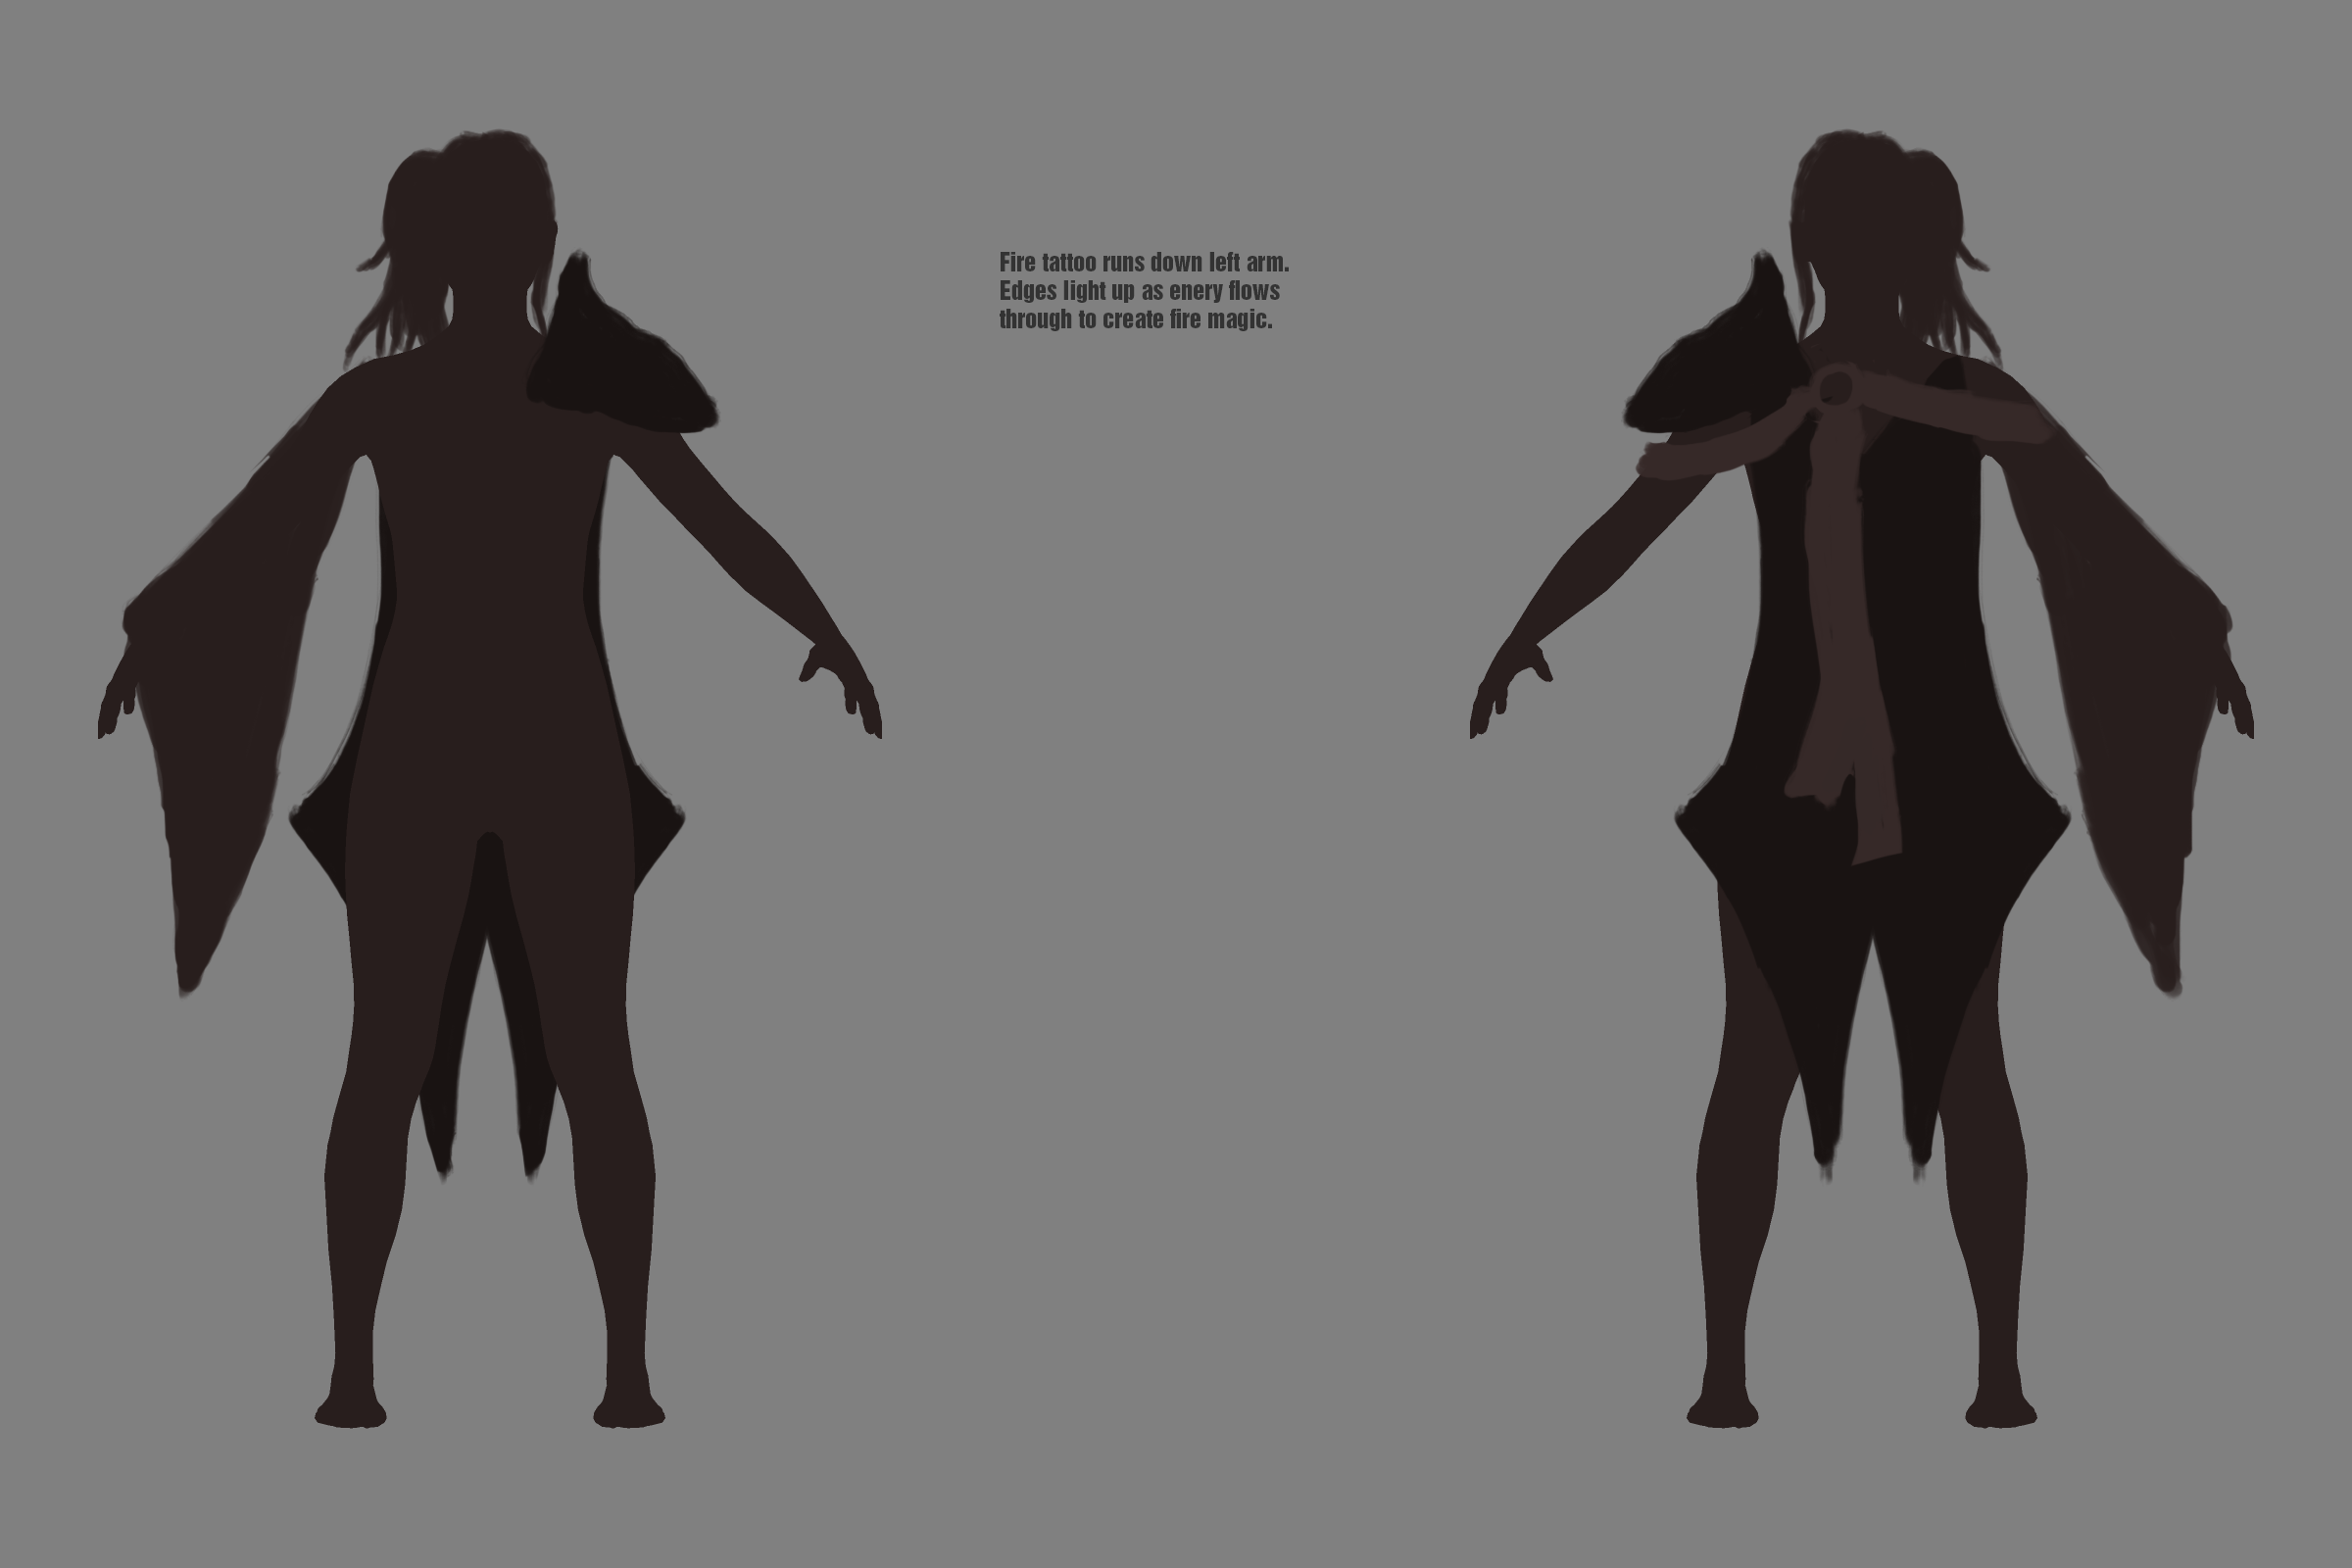 Fire tattoo runs down left arm.
Edges light up as enery flows
through to create fire magic.